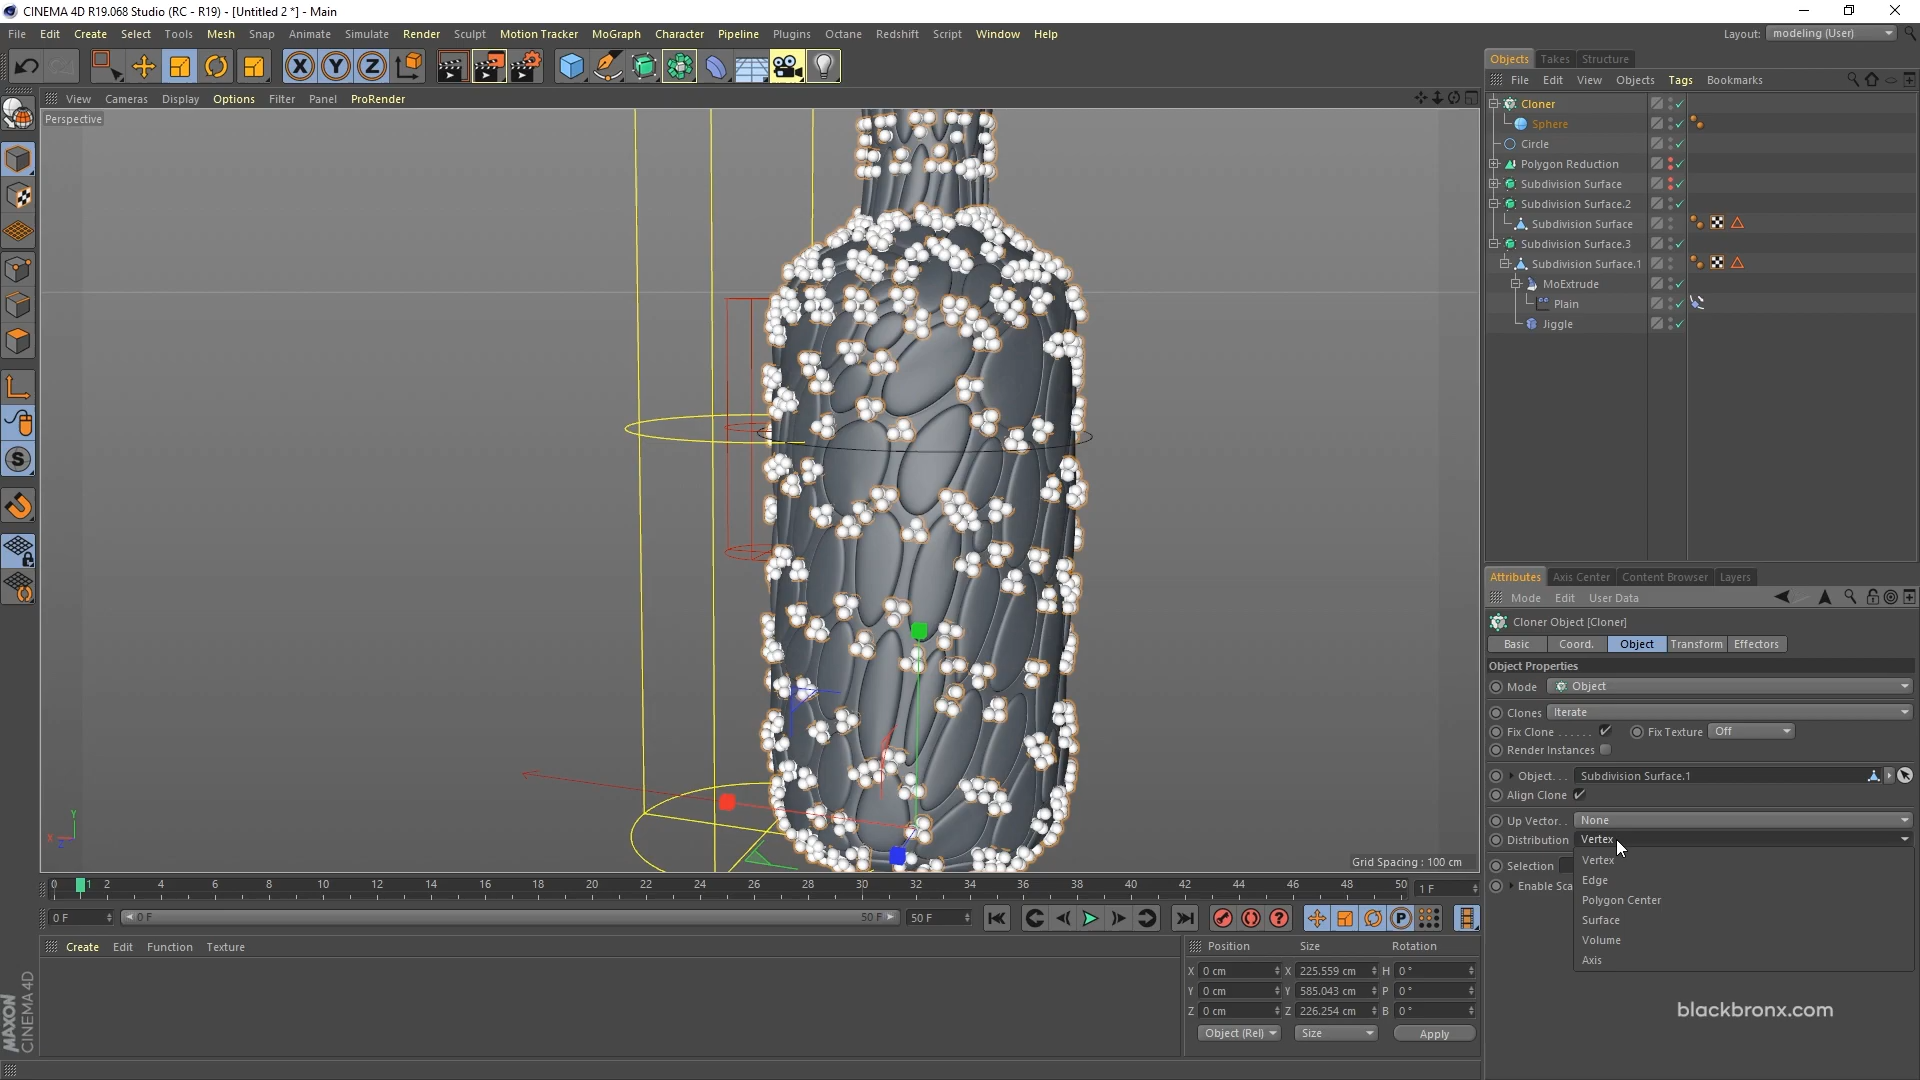 CINEMA 4D R19.068 Studio (RC - R19) - [Untitled 2 *] - Main
File Edit Create Select Tools Mesh Snap Animate Simulate Render Sculpt Motion Tracker MoGraph Character Pipeline Plugins Octane Redshift Script Window Help
Layout: modeling (User)
X Y Z
Objects Takes Structure
File Edit View Objects Tags Bookmarks
View Cameras Display Options Filter Panel ProRender
Perspective
Cloner
Sphere
Circle
Polygon Reduction
Subdivision Surface
Subdivision Surface.2
Subdivision Surface
Subdivision Surface.3
Subdivision Surface.1
MoExtrude
Plain
Jiggle
Attributes Axis Center Content Browser Layers
Mode Edit User Data
Cloner Object [Cloner]
Basic Coord. Object Transform Effectors
Object Properties
Mode Object
Clones Iterate
Fix Clone . . . . . . Fix Texture Off
Render Instances
Object. . . Subdivision Surface.1
Align Clone
Up Vector. . None
Distribution Vertex
Vertex
Selection
Edge
Enable Sca
Polygon Center
Surface
Volume
Axis
Grid Spacing : 100 cm
0 1 2 4 6 8 10 12 14 16 18 20 22 24 26 28 30 32 34 36 38 40 42 44 46 48 50 1 F
0 F 0 F 50 F 50 F
Create Edit Function Texture
Position Size Rotation
X 0 cm X 225.559 cm H 0 °
Y 0 cm Y 585.043 cm P 0 °
Z 0 cm Z 226.254 cm B 0 °
Object (Rel) Size Apply
MAXON
CINEMA 4D
blackbronx.com